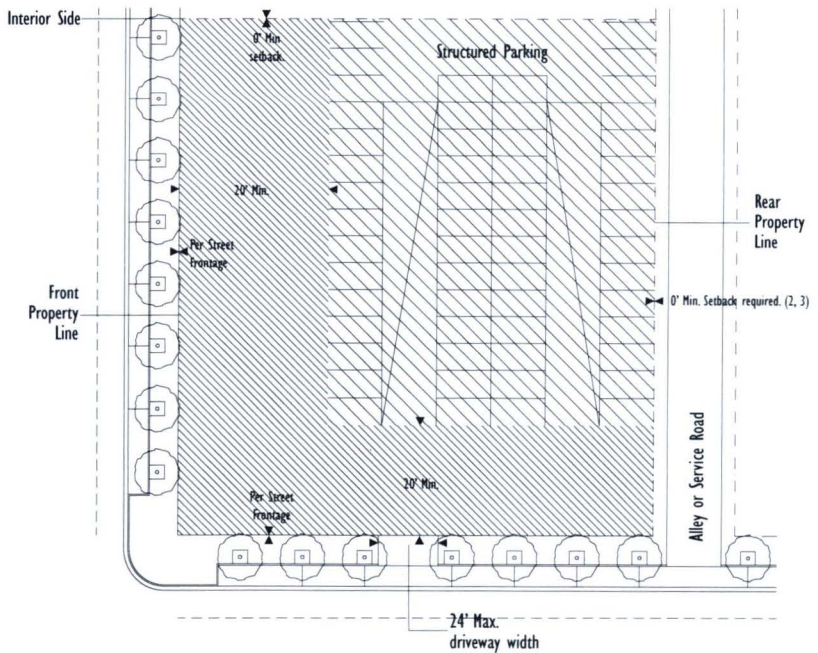 Interior Side
0' Min
setback.
Structured Parking
20' Min.
Rear
Property
Line
Per Street
Frontage
Front
Property
Line
0' Min. Setback required. (2, 3)
Alley or Service Road
20' Min.
Per Street
Frontage
24' Max.
driveway width